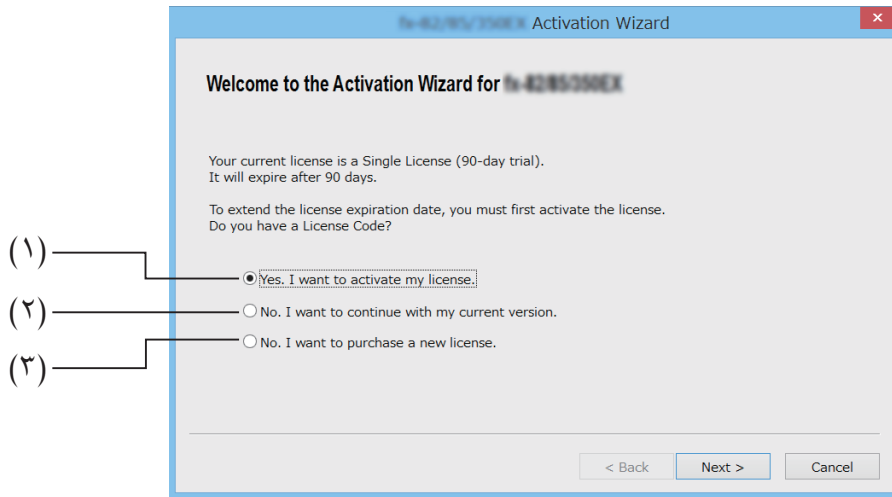 Activation Wizard
Welcome to the Activation Wizard for
Your current license is a Single License (90-day trial).
It will expire after 90 days.
To extend the license expiration date, you must first activate the license.
Do you have a License Code?
(١)
Yes. I want to activate my license.
(٢)
No. I want to continue with my current version.
(٣)
No. I want to purchase a new license.
< Back
Next >
Cancel